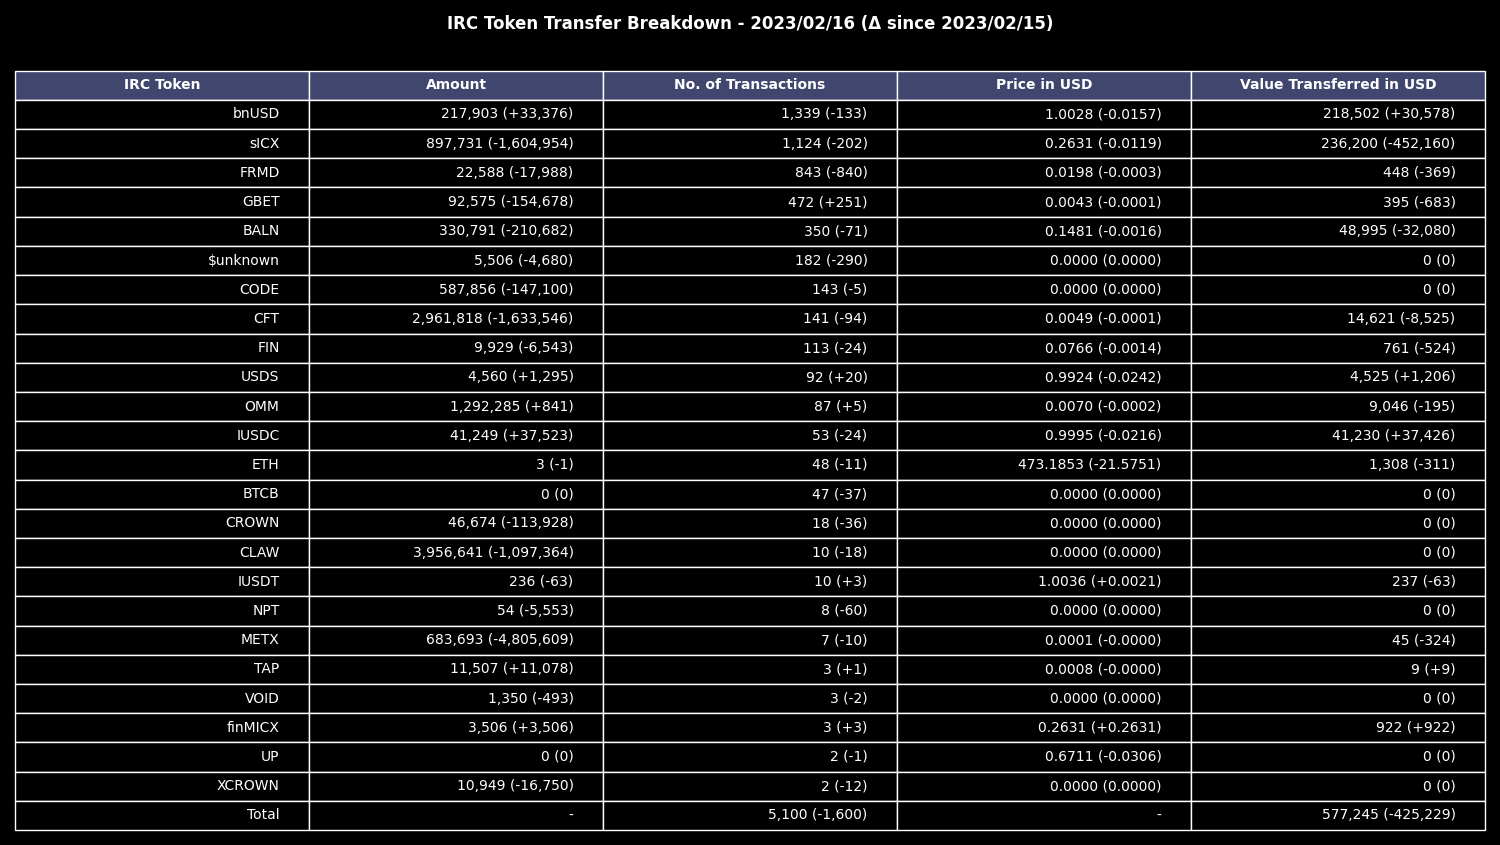 IRC Token Transfer Breakdown - 2023/02/16 (Δ since 2023/02/15)
IRC Token Amount No. of Transactions Price in USD Value Transferred in USD
bnUSD 217,903 (+33,376) 1,339 (-133) 1.0028 (-0.0157) 218,502 (+30,578)
sICX 897,731 (-1,604,954) 1,124 (-202) 0.2631 (-0.0119) 236,200 (-452,160)
FRMD 22,588 (-17,988) 843 (-840) 0.0198 (-0.0003) 448 (-369)
GBET 92,575 (-154,678) 472 (+251) 0.0043 (-0.0001) 395 (-683)
BALN 330,791 (-210,682) 350 (-71) 0.1481 (-0.0016) 48,995 (-32,080)
$unknown 5,506 (-4,680) 182 (-290) 0.0000 (0.0000) 0 (0)
CODE 587,856 (-147,100) 143 (-5) 0.0000 (0.0000) 0 (0)
CFT 2,961,818 (-1,633,546) 141 (-94) 0.0049 (-0.0001) 14,621 (-8,525)
FIN 9,929 (-6,543) 113 (-24) 0.0766 (-0.0014) 761 (-524)
USDS 4,560 (+1,295) 92 (+20) 0.9924 (-0.0242) 4,525 (+1,206)
OMM 1,292,285 (+841) 87 (+5) 0.0070 (-0.0002) 9,046 (-195)
IUSDC 41,249 (+37,523) 53 (-24) 0.9995 (-0.0216) 41,230 (+37,426)
ETH 3 (-1) 48 (-11) 473.1853 (-21.5751) 1,308 (-311)
BTCB 0 (0) 47 (-37) 0.0000 (0.0000) 0 (0)
CROWN 46,674 (-113,928) 18 (-36) 0.0000 (0.0000) 0 (0)
CLAW 3,956,641 (-1,097,364) 10 (-18) 0.0000 (0.0000) 0 (0)
IUSDT 236 (-63) 10 (+3) 1.0036 (+0.0021) 237 (-63)
NPT 54 (-5,553) 8 (-60) 0.0000 (0.0000) 0 (0)
METX 683,693 (-4,805,609) 7 (-10) 0.0001 (-0.0000) 45 (-324)
TAP 11,507 (+11,078) 3 (+1) 0.0008 (-0.0000) 9 (+9)
VOID 1,350 (-493) 3 (-2) 0.0000 (0.0000) 0 (0)
finMICX 3,506 (+3,506) 3 (+3) 0.2631 (+0.2631) 922 (+922)
UP 0 (0) 2 (-1) 0.6711 (-0.0306) 0 (0)
XCROWN 10,949 (-16,750) 2 (-12) 0.0000 (0.0000) 0 (0)
Total - 5,100 (-1,600) - 577,245 (-425,229)